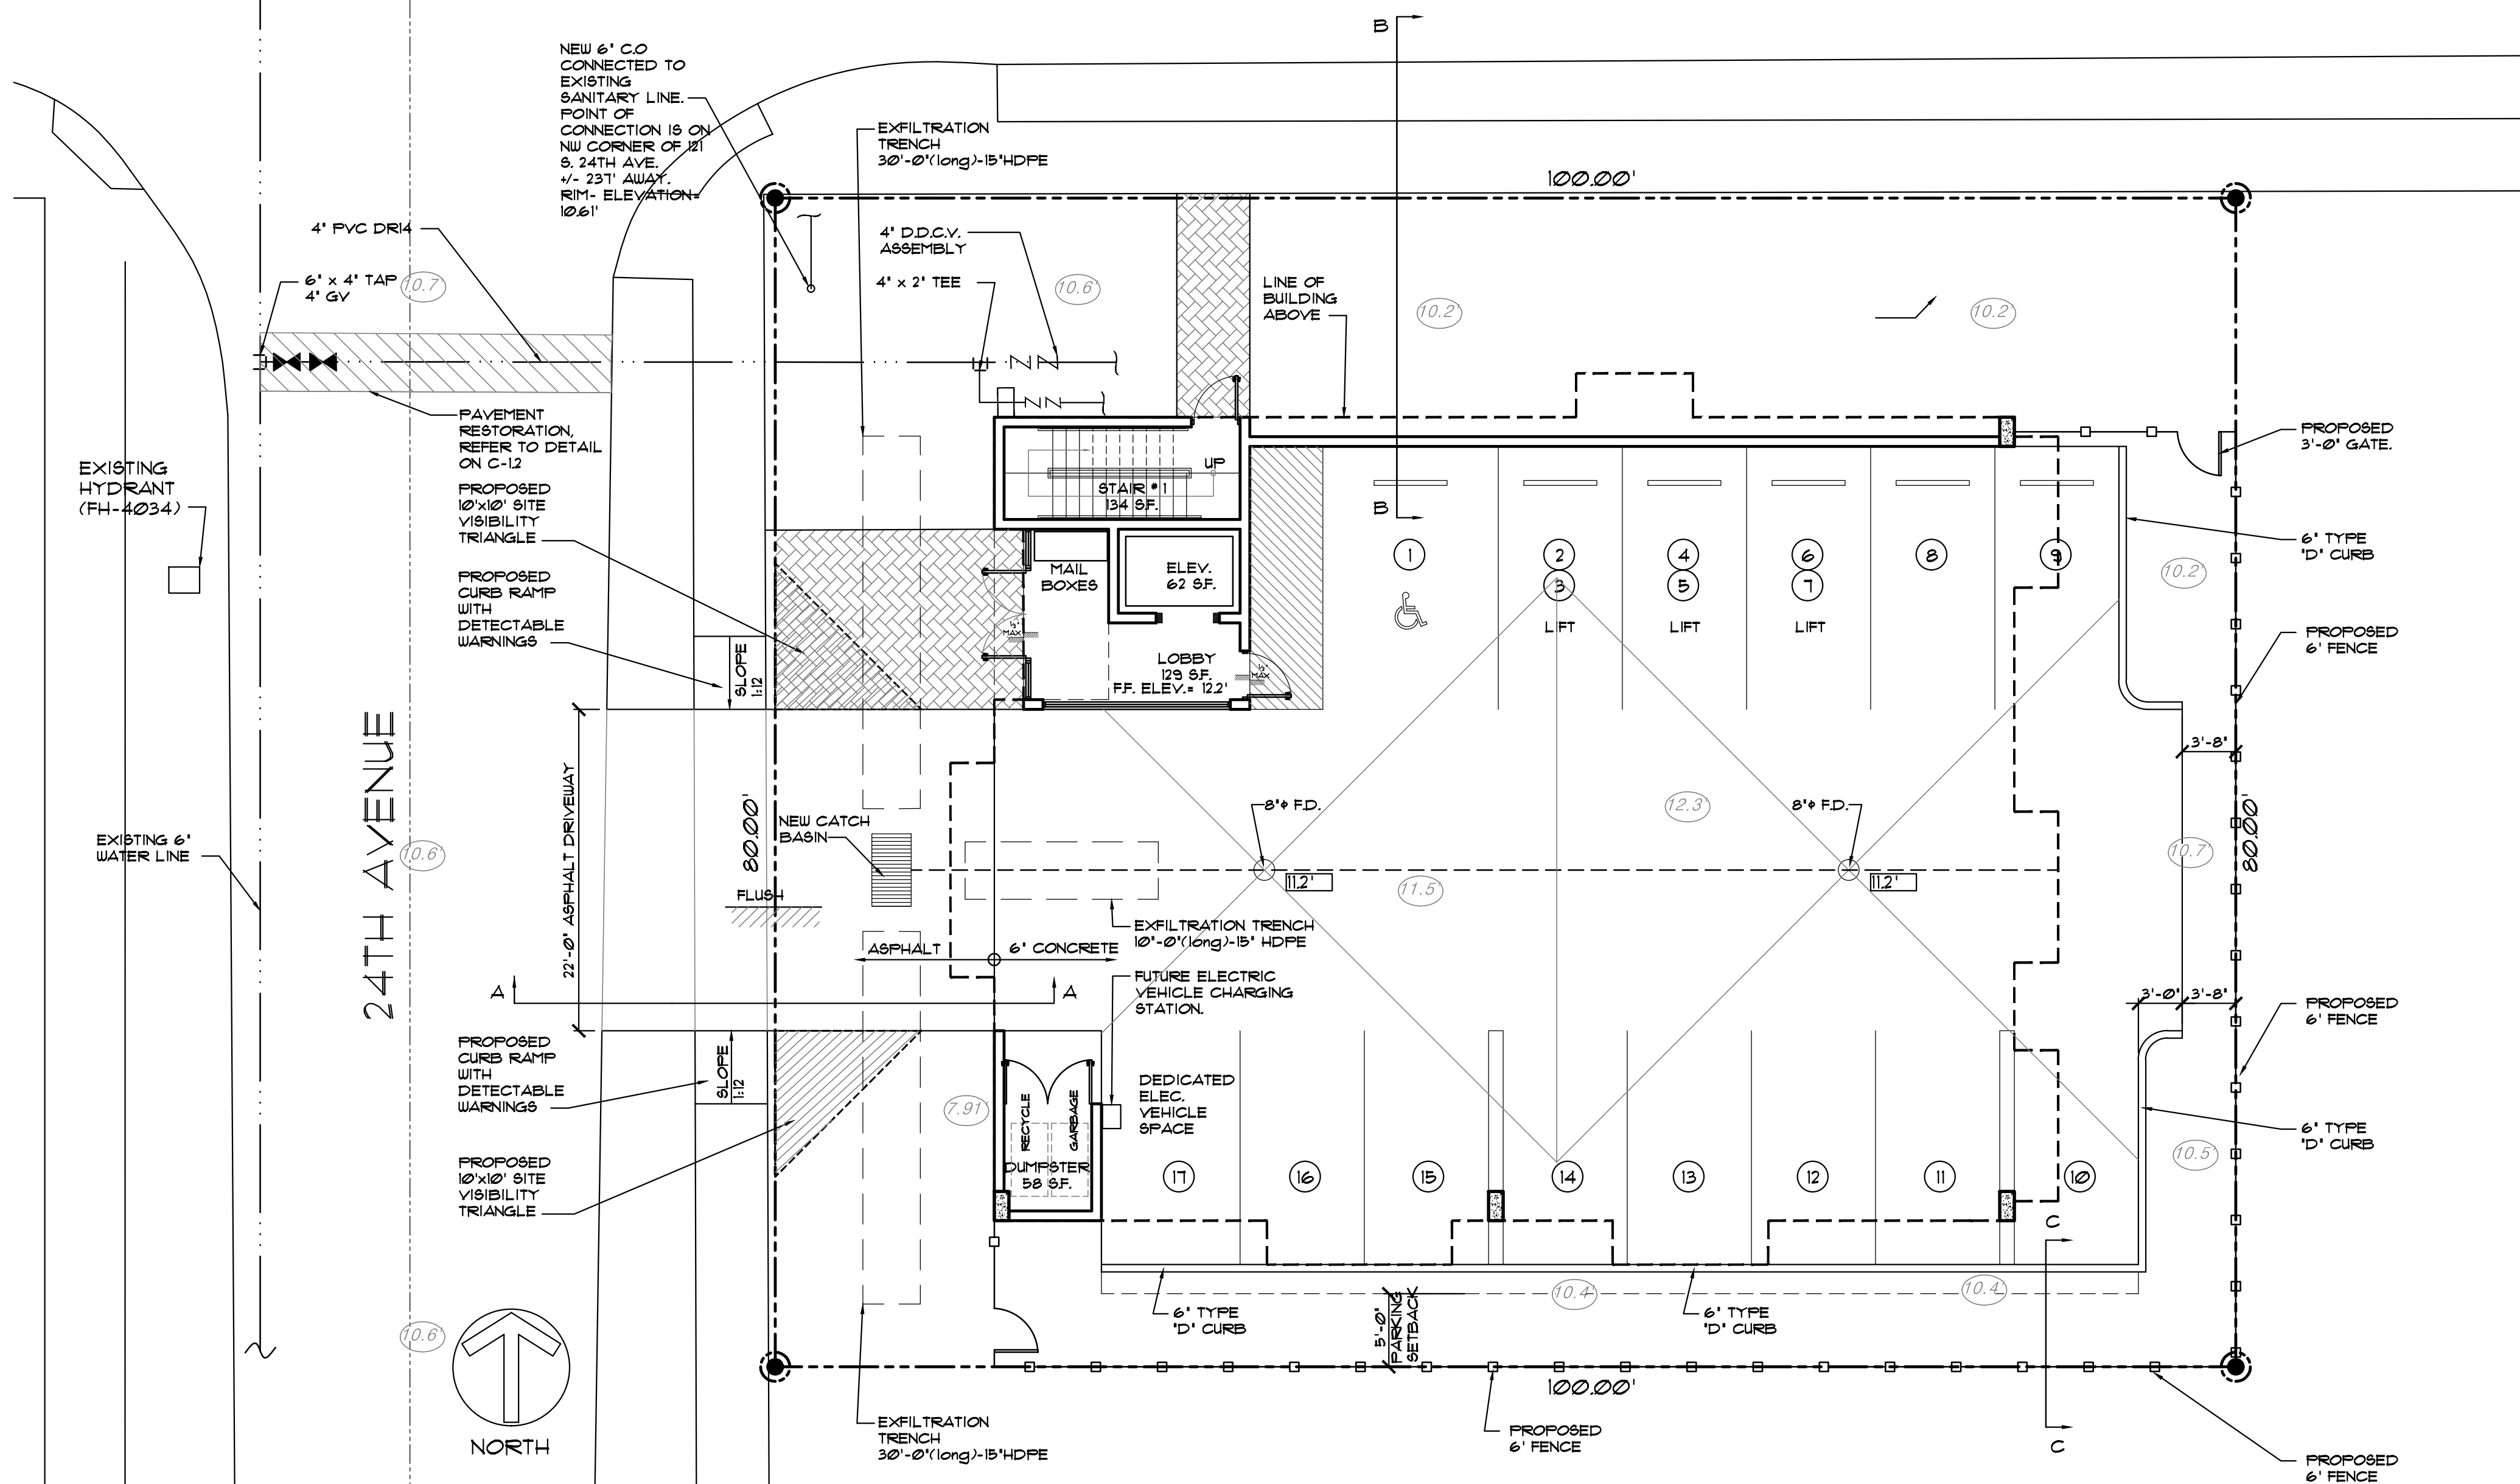 B
NEW 6" C.O
CONNECTED TO
EXISTING
SANITARY LINE.
POINT OF
CONNECTION IS ON
NW CORNER OF 121
S. 24TH AVE.
+/- 237' AWAY.
RIM- ELEVATION=
10.61'
EXFILTRATION
TRENCH
30'-0"(long)-15"HDPE
100.00'
4" PVC DR14
6" x 4" TAP
4" GV
10.7'
4" D.D.C.V.
ASSEMBLY
4" x 2" TEE
10.6'
LINE OF
BUILDING
ABOVE
10.2'
10.2'
PAVEMENT
RESTORATION,
REFER TO DETAIL
ON C-1.2
EXISTING
HYDRANT
(FH-4034)
PROPOSED
10'x10' SITE
VISIBILITY
TRIANGLE
PROPOSED
CURB RAMP
WITH
DETECTABLE
WARNINGS
SLOPE
1:12
UP
STAIR # 1
134 S.F.
MAIL
BOXES
ELEV.
62 S.F.
½"
MAX
LOBBY
129 S.F.
F.F. ELEV.= 12.2'
½"
MAX
B
1
2
3
LIFT
4
5
LIFT
6
7
LIFT
8
9
PROPOSED
3'-0" GATE.
6" TYPE
"D" CURB
10.2'
PROPOSED
6' FENCE
3'-8"
24TH AVENUE
EXISTING 6"
WATER LINE
10.6'
22'-0" ASPHALT DRIVEWAY
80.00'
NEW CATCH
BASIN
FLUSH
8"ϕ F.D.
11.2'
12.3
11.5
8"ϕ F.D.
11.2'
10.7'
80.00'
EXFILTRATION TRENCH
10"-0"(long)-15" HDPE
ASPHALT
6" CONCRETE
FUTURE ELECTRIC
VEHICLE CHARGING
STATION.
A
A
3'-0"
3'-8"
PROPOSED
6' FENCE
PROPOSED
CURB RAMP
WITH
DETECTABLE
WARNINGS
SLOPE
1:12
PROPOSED
10'x10' SITE
VISIBILITY
TRIANGLE
7.91'
RECYCLE
GARBAGE
DUMPSTER
58 S.F.
DEDICATED
ELEC.
VEHICLE
SPACE
17
16
15
14
13
12
11
10
6" TYPE
"D" CURB
10.5'
C
10.4'
10.4'
6" TYPE
"D" CURB
5'-0"
PARKING
SETBACK
6" TYPE
"D" CURB
10.6'
NORTH
100.00'
EXFILTRATION
TRENCH
30'-0"(long)-15"HDPE
PROPOSED
6' FENCE
C
PROPOSED
6' FENCE